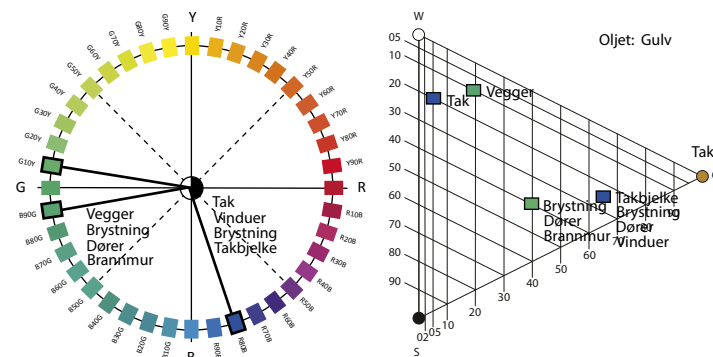 Y
Y10R
Y20R
Y30R
Y40R
Y50R
Y60R
Y70R
Y80R
Y90R
R
R10B
R20B
R30B
R40B
R50B
R60B
R70B
R80B
R90B
B10G
B20G
B30G
B40G
B50G
B60G
B70G
B80G
B90G
G
G10Y
G20Y
G30Y
G40Y
G50Y
G60Y
G70Y
G80Y
G90Y
Vegger
Brystning
Dører
Brannmur
Tak
Vinduer
Brystning
Takbjelke
W
05
10
20
30
40
50
60
70
80
90
S
02
05
10
20
30
40
50
60
70
80
90
Oljet: Gulv
Tak
Vegger
Tak
Brystning
Dører
Brannmur
Takbjelke
Brystning
Dører
Vinduer